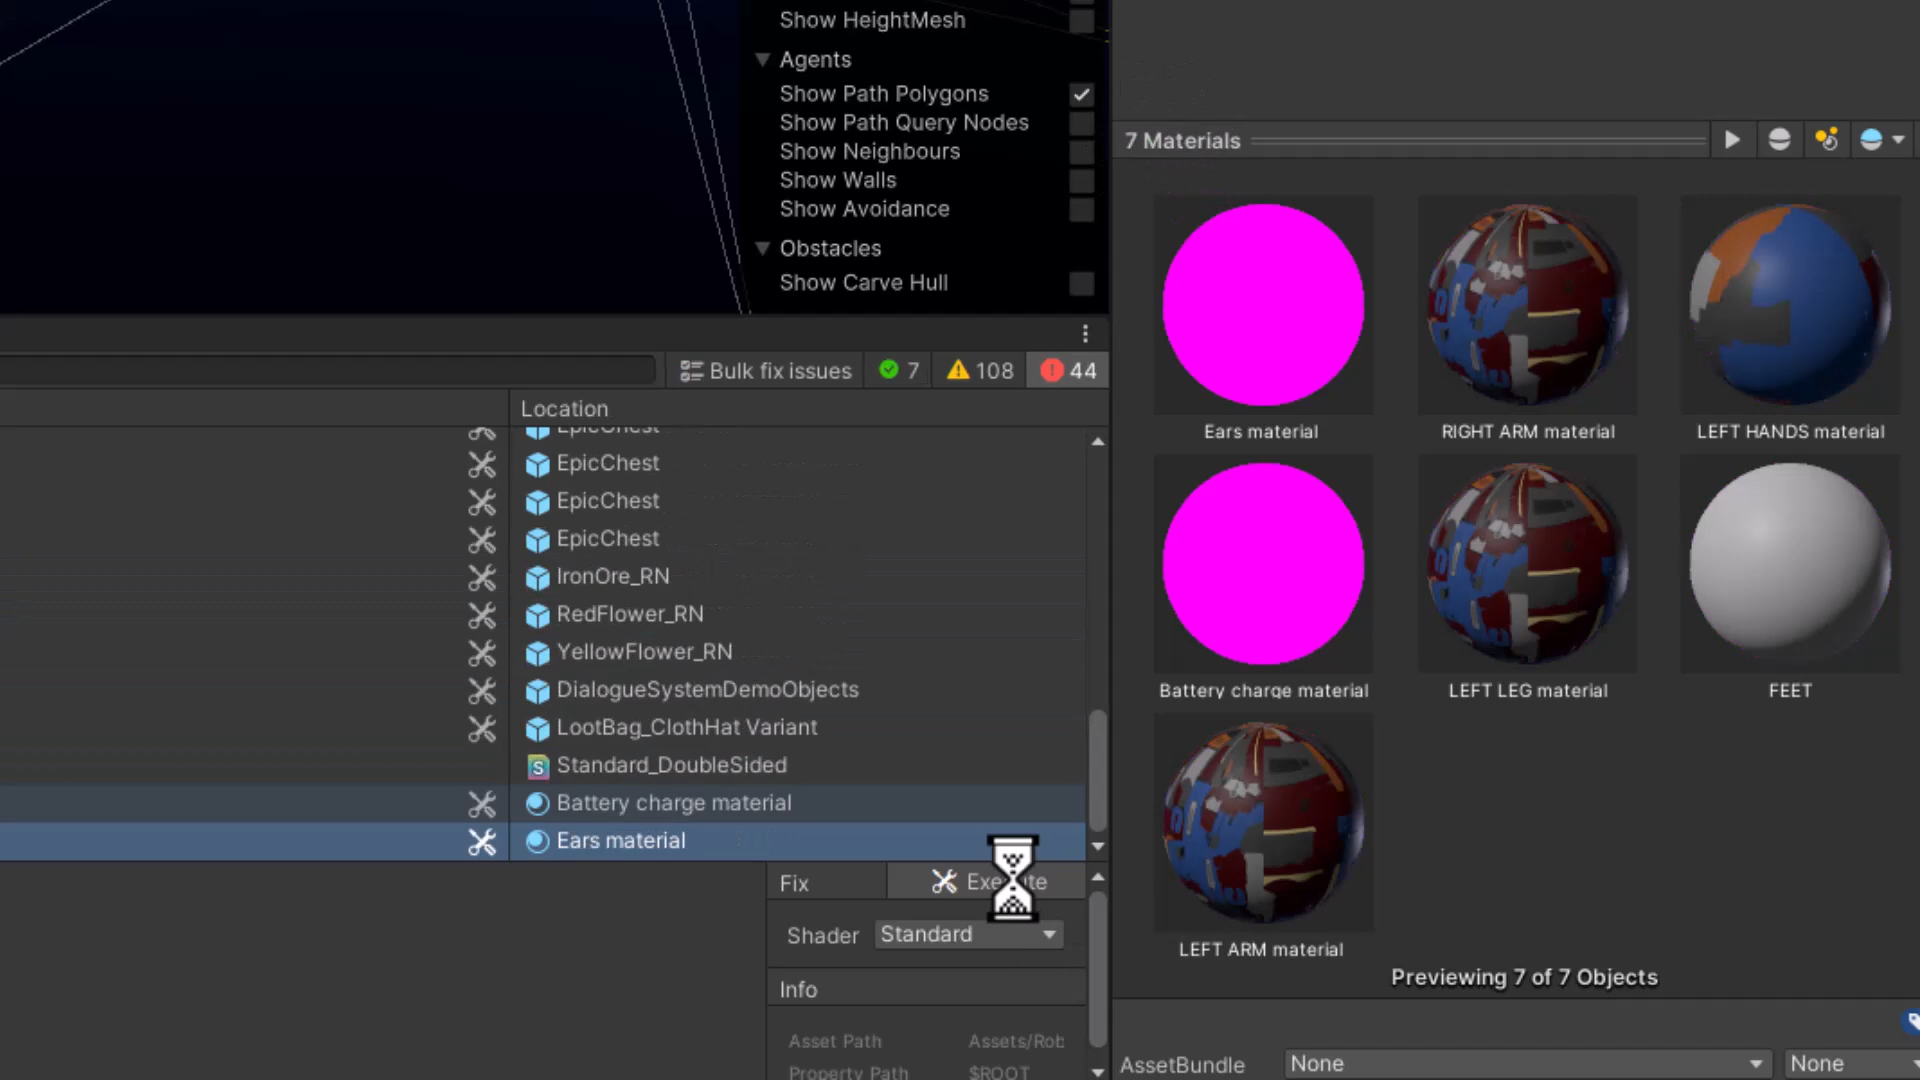 Show HeightMesh
Agents
Show Path Polygons
Show Path Query Nodes
Show Neighbours
Show Walls
Show Avoidance
Obstacles
Show Carve Hull
Bulk fix issues
7
108
44
Location
EpicChest
EpicChest
EpicChest
EpicChest
IronOre_RN
RedFlower_RN
YellowFlower_RN
DialogueSystemDemoObjects
LootBag_ClothHat Variant
Standard_DoubleSided
Battery charge material
Ears material
Fix
Execute
Shader
Standard
Info
Asset Path
Assets/Rob
Property Path
$ROOT
7 Materials
Ears material
RIGHT ARM material
LEFT HANDS material
Battery charge material
LEFT LEG material
FEET
LEFT ARM material
Previewing 7 of 7 Objects
AssetBundle
None
None